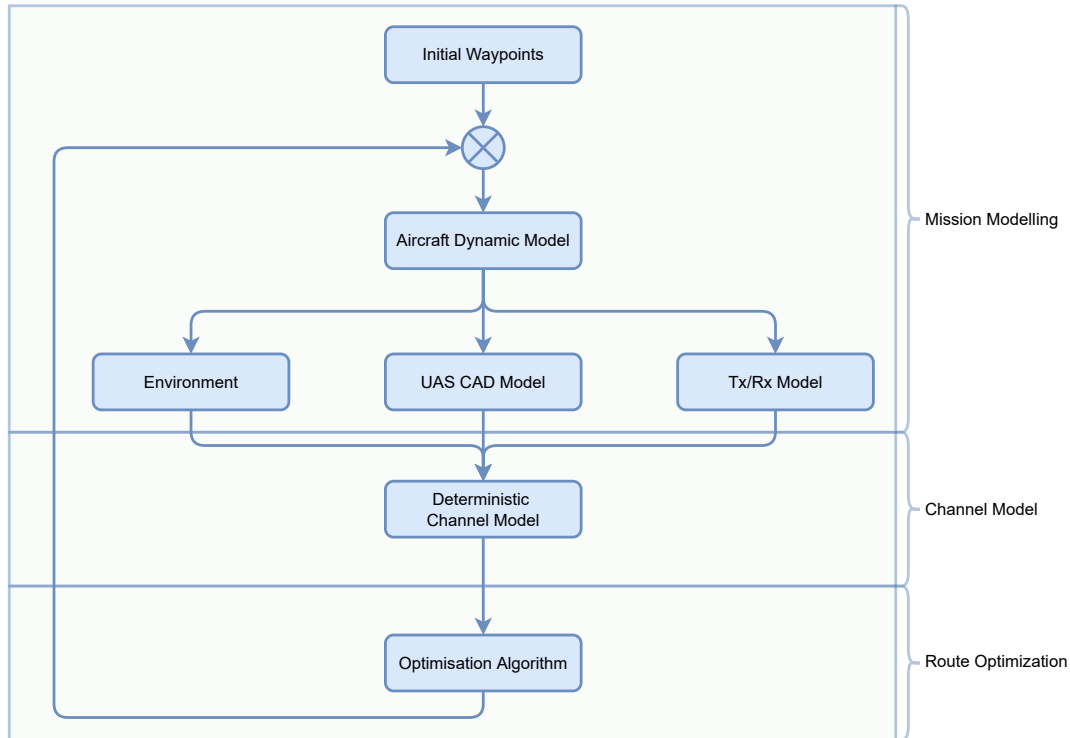 Initial Waypoints
Mission Modelling
Aircraft Dynamic Model
Environment
UAS CAD Model
Tx/Rx Model
Deterministic
Channel Model
Channel Model
Optimisation Algorithm
Route Optimization